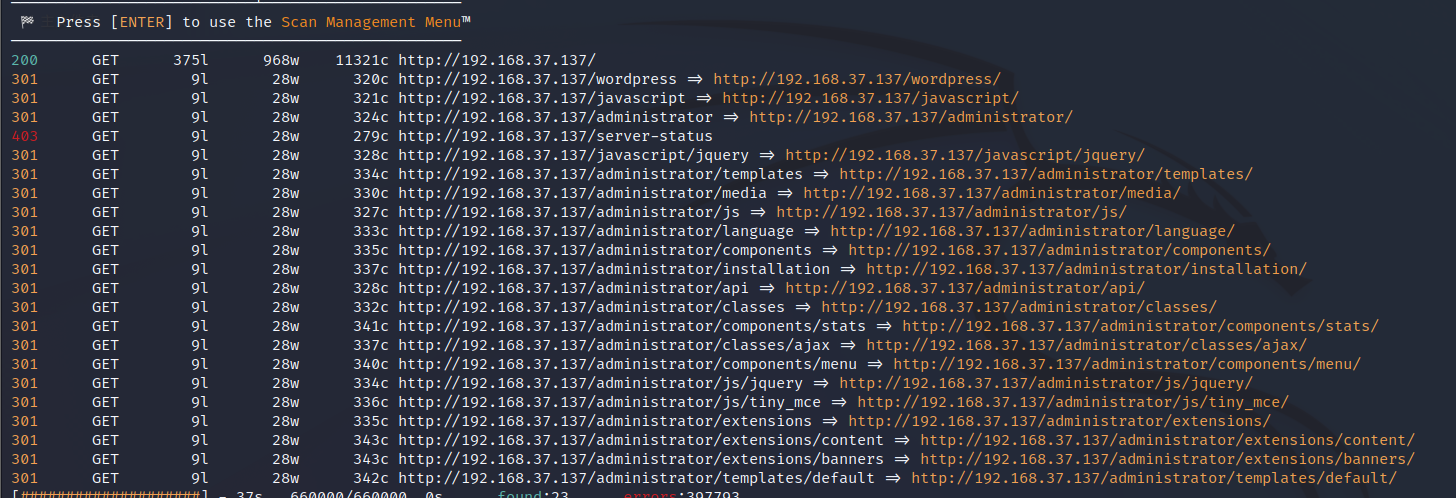 🏁 Press [ENTER] to use the Scan Management Menu™
200 GET 375l 968w 11321c http://192.168.37.137/
301 GET 9l 28w 320c http://192.168.37.137/wordpress => http://192.168.37.137/wordpress/
301 GET 9l 28w 321c http://192.168.37.137/javascript => http://192.168.37.137/javascript/
301 GET 9l 28w 324c http://192.168.37.137/administrator => http://192.168.37.137/administrator/
403 GET 9l 28w 279c http://192.168.37.137/server-status
301 GET 9l 28w 328c http://192.168.37.137/javascript/jquery => http://192.168.37.137/javascript/jquery/
301 GET 9l 28w 334c http://192.168.37.137/administrator/templates => http://192.168.37.137/administrator/templates/
301 GET 9l 28w 330c http://192.168.37.137/administrator/media => http://192.168.37.137/administrator/media/
301 GET 9l 28w 327c http://192.168.37.137/administrator/js => http://192.168.37.137/administrator/js/
301 GET 9l 28w 333c http://192.168.37.137/administrator/language => http://192.168.37.137/administrator/language/
301 GET 9l 28w 335c http://192.168.37.137/administrator/components => http://192.168.37.137/administrator/components/
301 GET 9l 28w 337c http://192.168.37.137/administrator/installation => http://192.168.37.137/administrator/installation/
301 GET 9l 28w 328c http://192.168.37.137/administrator/api => http://192.168.37.137/administrator/api/
301 GET 9l 28w 332c http://192.168.37.137/administrator/classes => http://192.168.37.137/administrator/classes/
301 GET 9l 28w 341c http://192.168.37.137/administrator/components/stats => http://192.168.37.137/administrator/components/stats/
301 GET 9l 28w 337c http://192.168.37.137/administrator/classes/ajax => http://192.168.37.137/administrator/classes/ajax/
301 GET 9l 28w 340c http://192.168.37.137/administrator/components/menu => http://192.168.37.137/administrator/components/menu/
301 GET 9l 28w 334c http://192.168.37.137/administrator/js/jquery => http://192.168.37.137/administrator/js/jquery/
301 GET 9l 28w 336c http://192.168.37.137/administrator/js/tiny_mce => http://192.168.37.137/administrator/js/tiny_mce/
301 GET 9l 28w 335c http://192.168.37.137/administrator/extensions => http://192.168.37.137/administrator/extensions/
301 GET 9l 28w 343c http://192.168.37.137/administrator/extensions/content => http://192.168.37.137/administrator/extensions/content/
301 GET 9l 28w 343c http://192.168.37.137/administrator/extensions/banners => http://192.168.37.137/administrator/extensions/banners/
301 GET 9l 28w 342c http://192.168.37.137/administrator/templates/default => http://192.168.37.137/administrator/templates/default/
[####################] - 37s 660000/660000 0s found:23 errors:397793